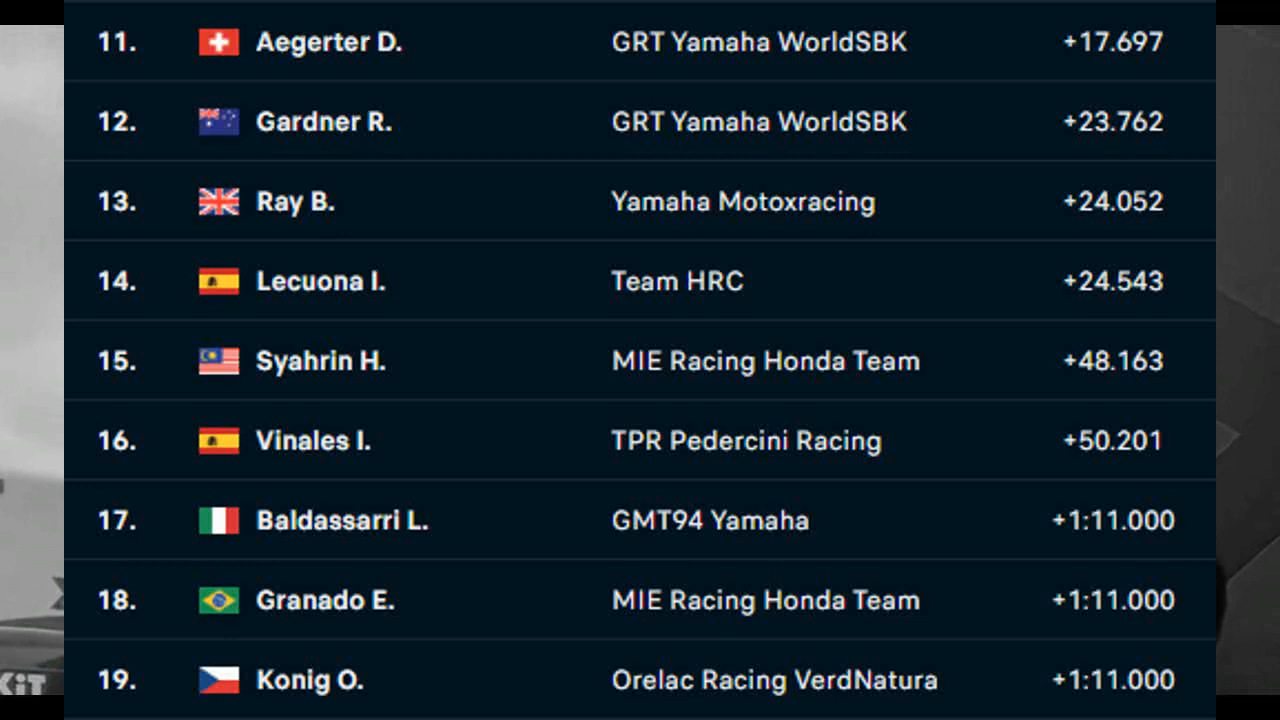 11. Aegerter D. GRT Yamaha WorldSBK +17.697
12. Gardner R. GRT Yamaha WorldSBK +23.762
13. Ray B. Yamaha Motoxracing +24.052
14. Lecuona I. Team HRC +24.543
15. Syahrin H. MIE Racing Honda Team +48.163
16. Vinales I. TPR Pedercini Racing +50.201
17. Baldassarri L. GMT94 Yamaha +1:11.000
18. Granado E. MIE Racing Honda Team +1:11.000
19. Konig O. Orelac Racing VerdNatura +1:11.000